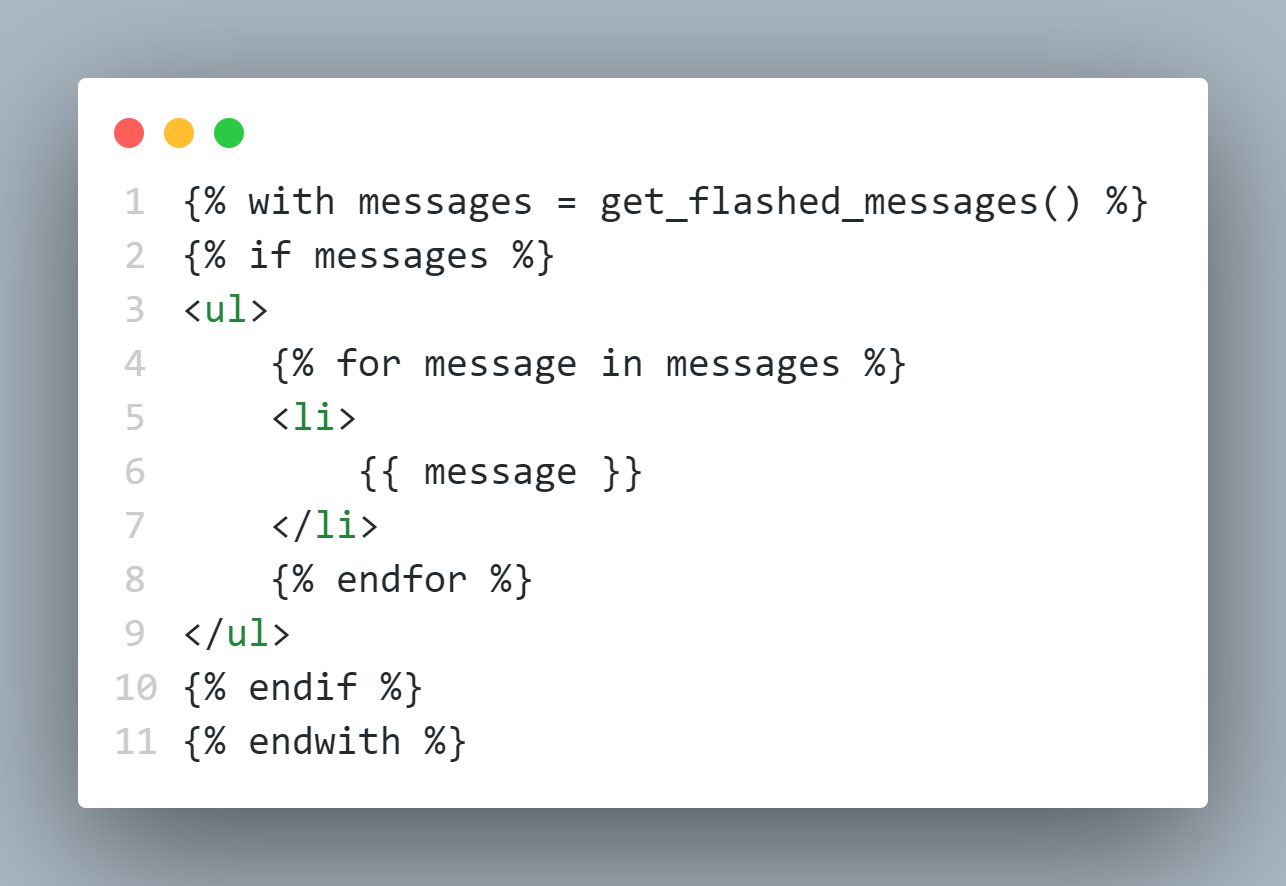 1 {% with messages = get_flashed_messages() %}
2 {% if messages %}
3 <ul>
4     {% for message in messages %}
5     <li>
6         {{ message }}
7     </li>
8     {% endfor %}
9 </ul>
10 {% endif %}
11 {% endwith %}